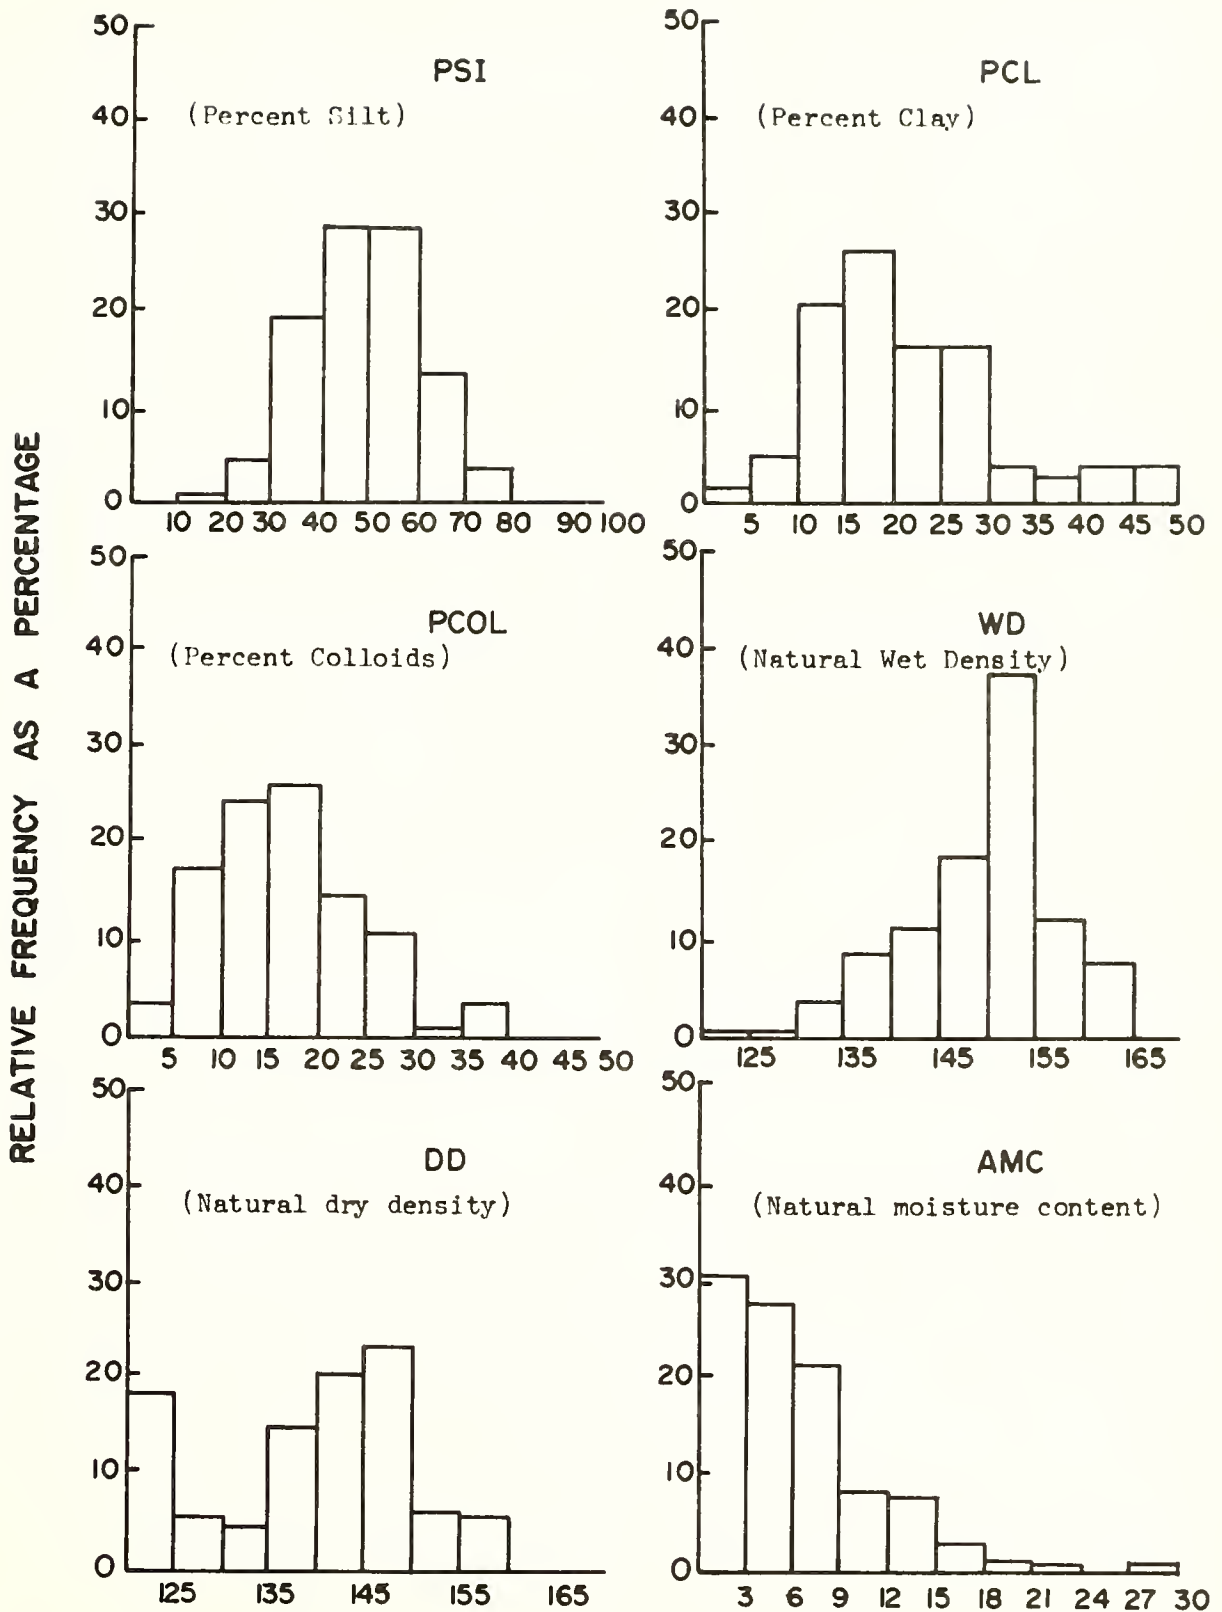 RELATIVE FREQUENCY AS A PERCENTAGE
PSI
(Percent Silt)
50
40
30
20
10
0
10 20 30 40 50 60 70 80 90 100
PCL
(Percent Clay)
50
40
30
20
10
0
5 10 15 20 25 30 35 40 45 50
PCOL
(Percent Colloids)
50
40
30
20
10
0
5 10 15 20 25 30 35 40 45 50
WD
(Natural Wet Density)
50
40
30
20
10
0
125 135 145 155 165
DD
(Natural dry density)
50
40
30
20
10
0
125 135 145 155 165
AMC
(Natural moisture content)
50
40
30
20
10
0
3 6 9 12 15 18 21 24 27 30